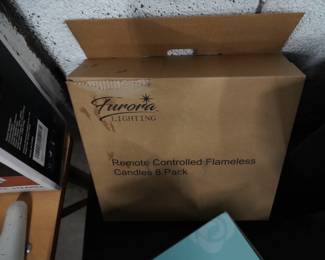 Furora
LIGHTING
Remote Controlled Flameless
Candles 8 Pack